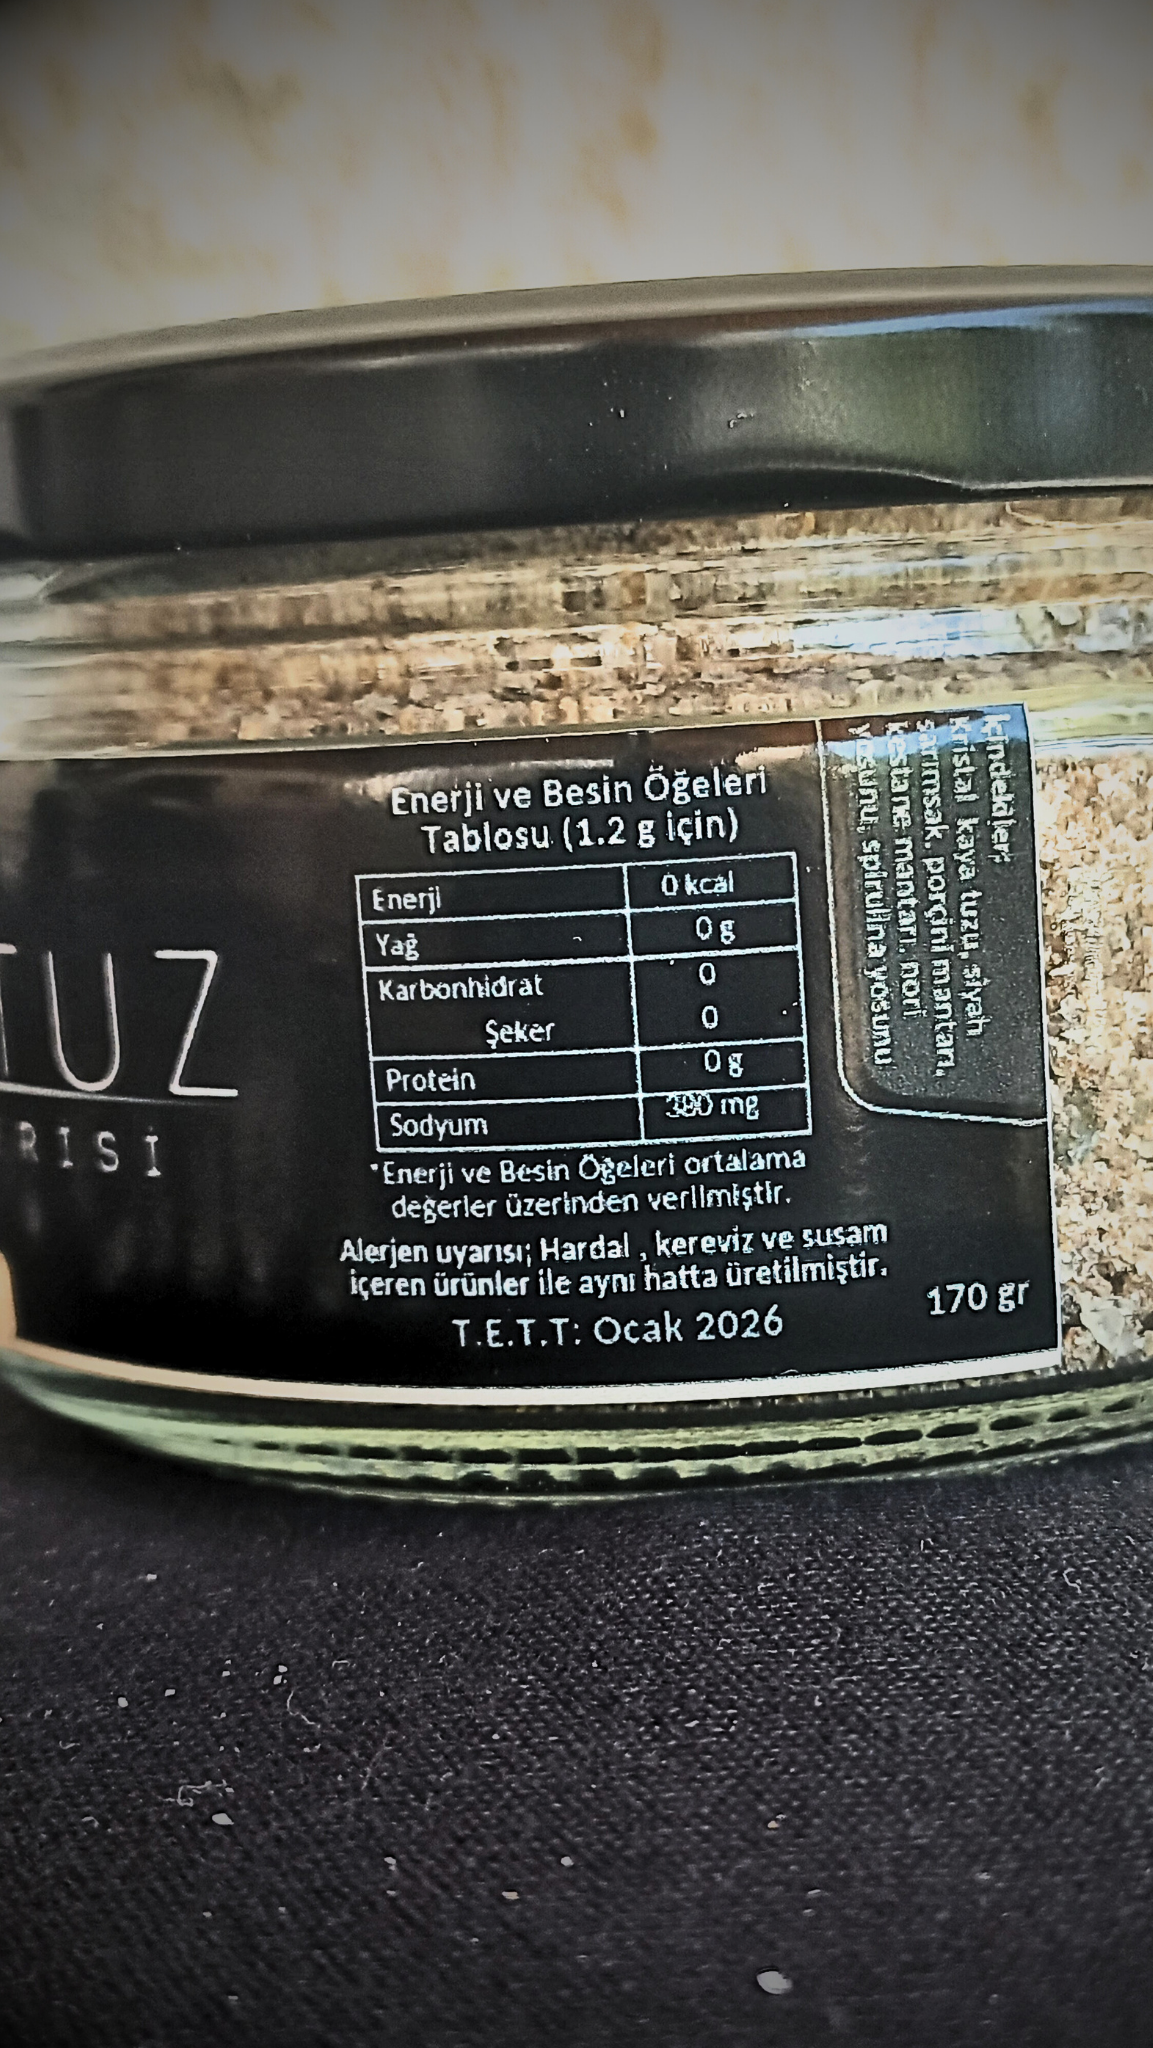 TUZ
RİSİ
Enerji ve Besin Öğeleri
Tablosu (1.2 g için)
Enerji 0 kcal
Yağ 0 g
Karbonhidrat 0
Şeker 0
Protein 0 g
Sodyum mg
*Enerji ve Besin Öğeleri ortalama
değerler üzerinden verilmiştir.
Alerjen uyarısı; Hardal , kereviz ve susam
içeren ürünler ile aynı hatta üretilmiştir.
T.E.T.T: Ocak 2026
170 gr
İçindekiler;
kristal kaya tuzu, siyah
sarımsak, porçini mantarı,
kestane mantarı, nori
yosunu, spirulina yosunu